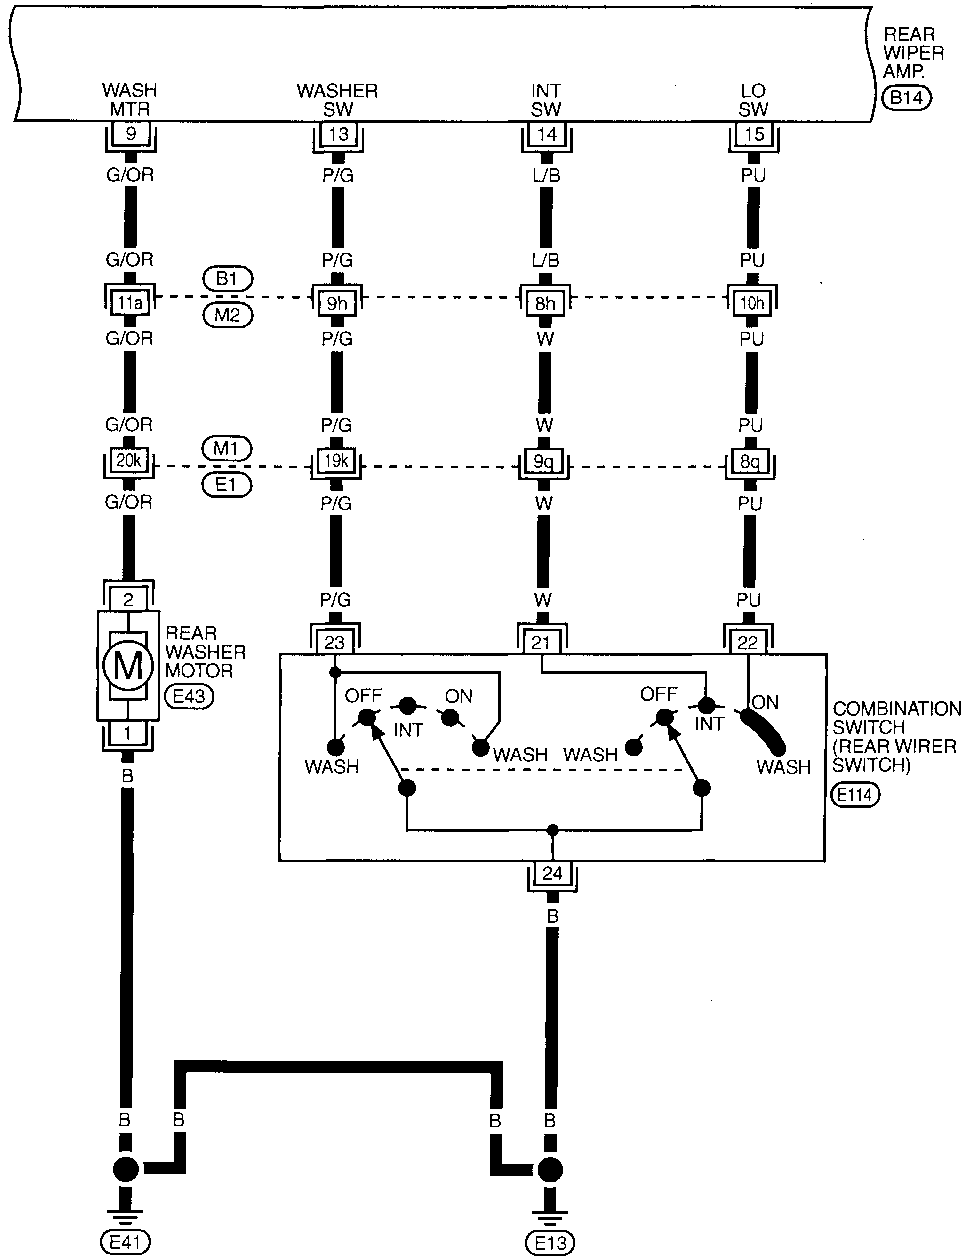 REAR
WIPER
AMP.
B14
WASH
MTR
WASHER
SW
INT
SW
LO
SW
9
13
14
15
G/OR
P/G
L/B
PU
G/OR
P/G
L/B
PU
B1
11a
9h
8h
10h
M2
G/OR
P/G
W
PU
G/OR
P/G
W
PU
M1
20k
19k
9q
8q
E1
G/OR
P/G
W
PU
2
P/G
W
PU
23
21
22
REAR
WASHER
MOTOR
E43
M
1
OFF
INT
ON
WASH
WASH
OFF
INT
ON
WASH
WASH
COMBINATION
SWITCH
(REAR WIRER
SWITCH)
E114
B
24
B
B
B
B
B
E41
E13